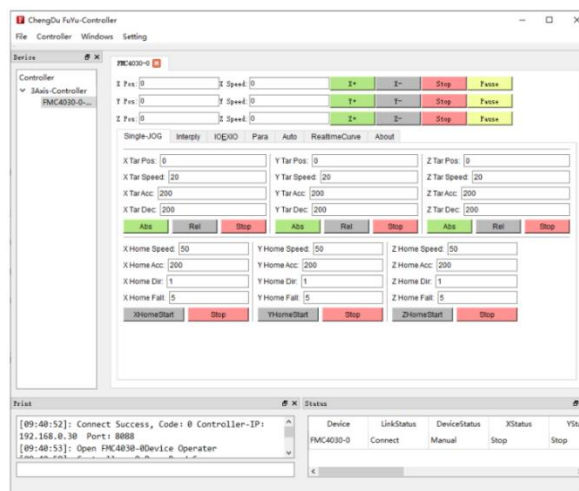 ChengDu FuYu-Controller
File Controller Windows Setting
Device
FMC4030-0
Controller
3Axis-Controller
FMC4030-0-...
X Pos: 0 X Speed: 0 X+ X- Stop Pause
Y Pos: 0 Y Speed: 0 Y+ Y- Stop Pause
Z Pos: 0 Z Speed: 0 Z+ Z- Stop Pause
Single-JOG Interply IOEXIO Para Auto RealtimeCurve About
X Tar Pos: 0 Y Tar Pos: 0 Z Tar Pos: 0
X Tar Speed: 20 Y Tar Speed: 20 Z Tar Speed: 20
X Tar Acc: 200 Y Tar Acc: 200 Z Tar Acc: 200
X Tar Dec: 200 Y Tar Dec: 200 Z Tar Dec: 200
Abs Rel Stop Abs Rel Stop Abs Rel Stop
X Home Speed: 50 Y Home Speed: 50 Z Home Speed: 50
X Home Acc: 200 Y Home Acc: 200 Z Home Acc: 200
X Home Dir: 1 Y Home Dir: 1 Z Home Dir: 1
X Home Fall: 5 Y Home Fall: 5 Z Home Fall: 5
XHomeStart Stop YHomeStart Stop ZHomeStart Stop
Print
[09:40:52]: Connect Success, Code: 0 Controller-IP:
192.168.0.30 Port: 8088
[09:40:53]: Open FMC4030-0Device Operater
Status
Device LinkStatus DeviceStatus XStatus YSta
FMC4030-0 Connect Manual Stop Stop